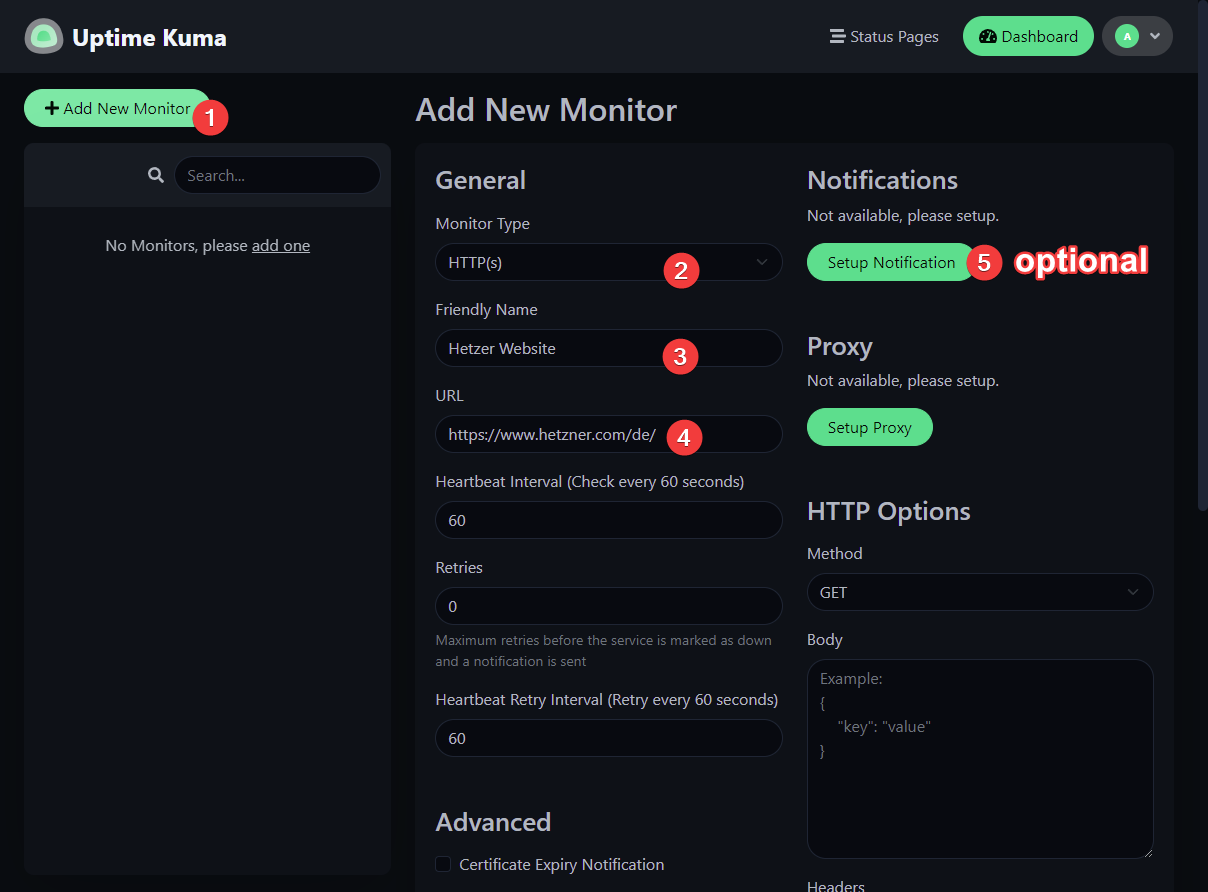 Uptime Kuma
Status Pages
Dashboard
A
Add New Monitor
1
Search...
No Monitors, please add one
Add New Monitor
General
Monitor Type
HTTP(s)
2
Friendly Name
Hetzer Website
3
URL
https://www.hetzner.com/de/
4
Heartbeat Interval (Check every 60 seconds)
60
Retries
0
Maximum retries before the service is marked as down
and a notification is sent
Heartbeat Retry Interval (Retry every 60 seconds)
60
Advanced
Certificate Expiry Notification
Notifications
Not available, please setup.
Setup Notification
5
optional
Proxy
Not available, please setup.
Setup Proxy
HTTP Options
Method
GET
Body
Example:
{
"key": "value"
}
Headers